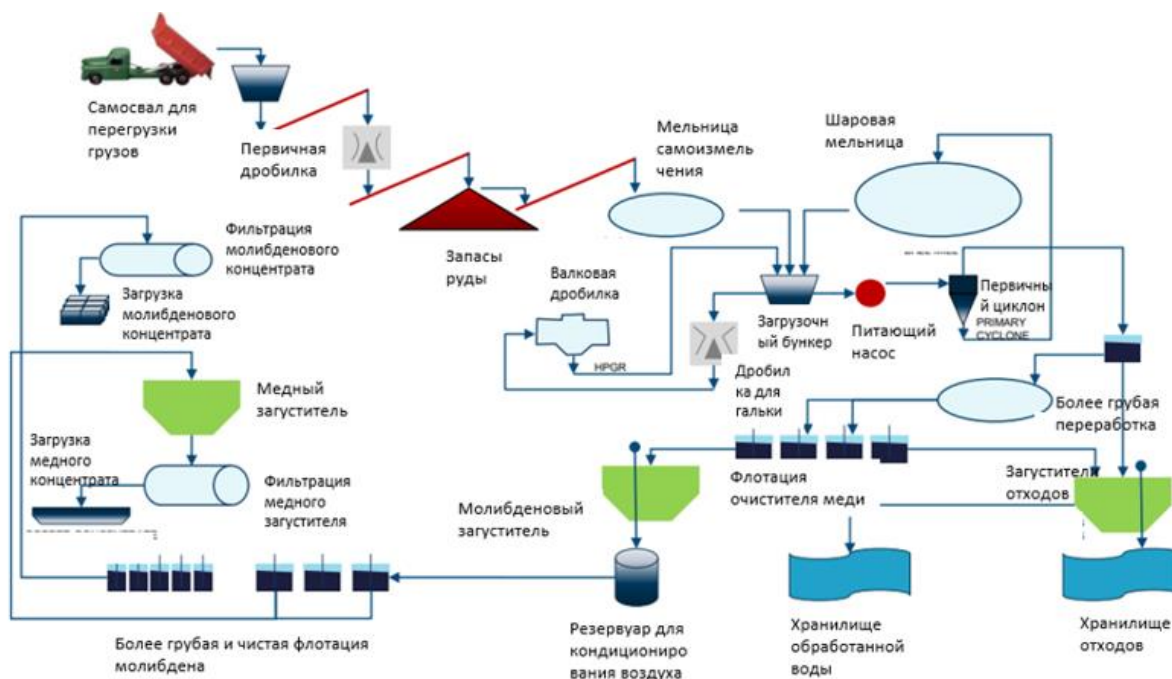 Самосвал для
перегрузки
грузов
Первичная
дробилка
Мельница
самоизмель
чения
Шаровая
мельница
Фильтрация
молибденового
концентрата
Загрузка
молибденового
концентрата
Запасы
руды
Валковая
дробилка
HPGR
Загрузочн
ый бункер
Питающий
насос
Первичны
й циклон
PRIMARY
CYCLONE
Дробил
ка для
гальки
Медный
загуститель
Более грубая
переработка
Загрузка
медного
концентрата
Фильтрация
медного
загустителя
Молибденовый
загуститель
Флотация
очистителя меди
Загустители
отходов
Более грубая и чистая флотация
молибдена
Резервуар для
кондициониро
вания воздуха
Хранилище
обработанной
воды
Хранилище
отходов